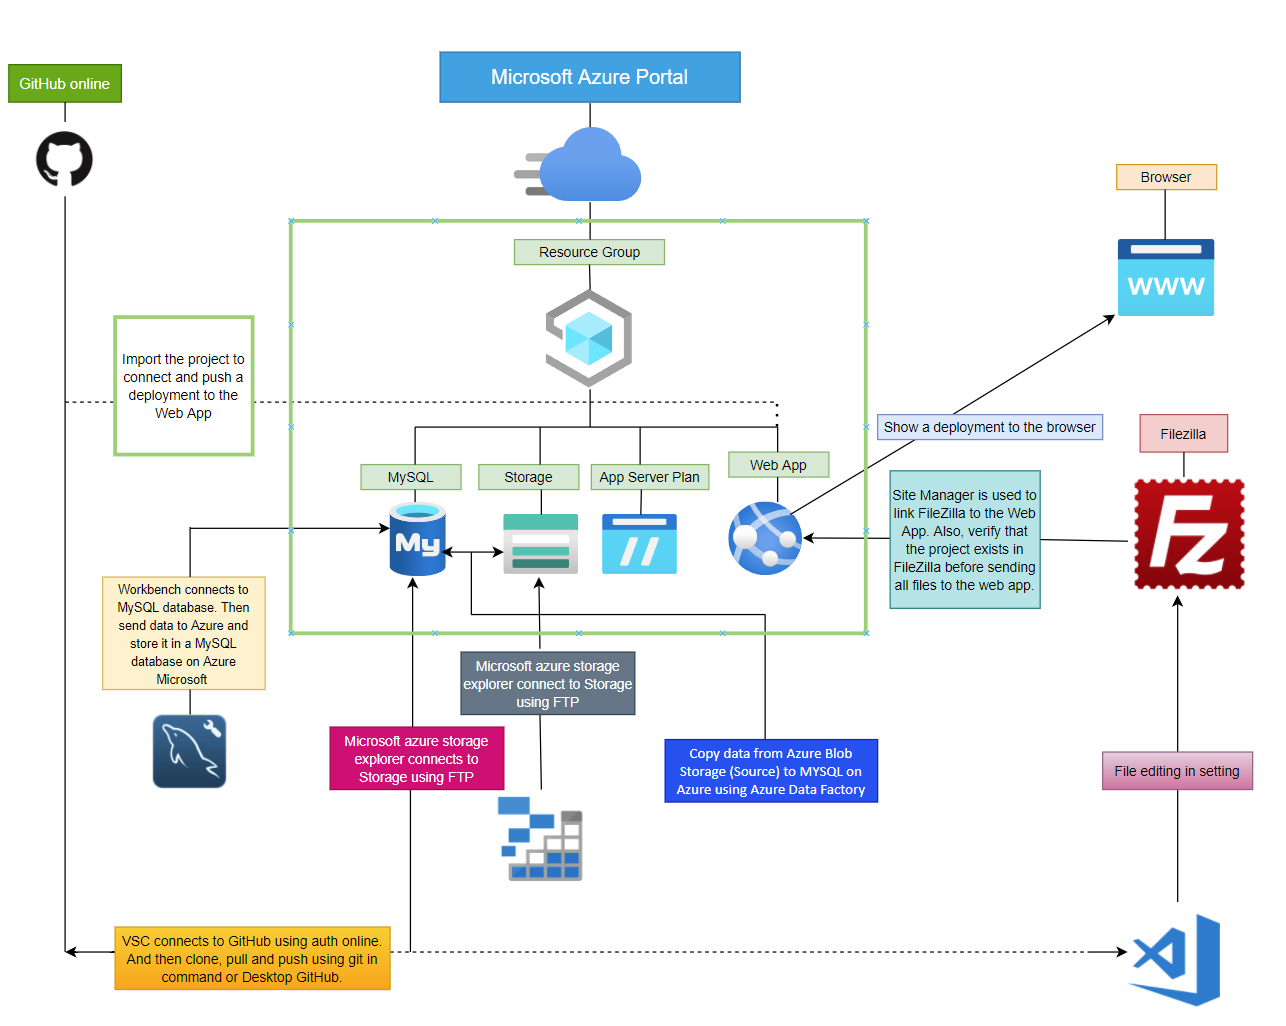 Microsoft Azure Portal
GitHub online
Browser
www
Resource Group
Import the project to
connect and push a
deployment to the
Web App
Show a deployment to the browser
Filezilla
MySQL
Storage
App Server Plan
Web App
My
Fz
Site Manager is used to
link FileZilla to the Web
App. Also, verify that
the project exists in
FileZilla before sending
all files to the web app.
Workbench connects to
MySQL database. Then
send data to Azure and
store it in a MySQL
database on Azure
Microsoft
Microsoft azure storage
explorer connect to Storage
using FTP
Microsoft azure storage
explorer connects to
Storage using FTP
Copy data from Azure Blob
Storage (Source) to MYSQL on
Azure using Azure Data Factory
File editing in setting
VSC connects to GitHub using auth online.
And then clone, pull and push using git in
command or Desktop GitHub.